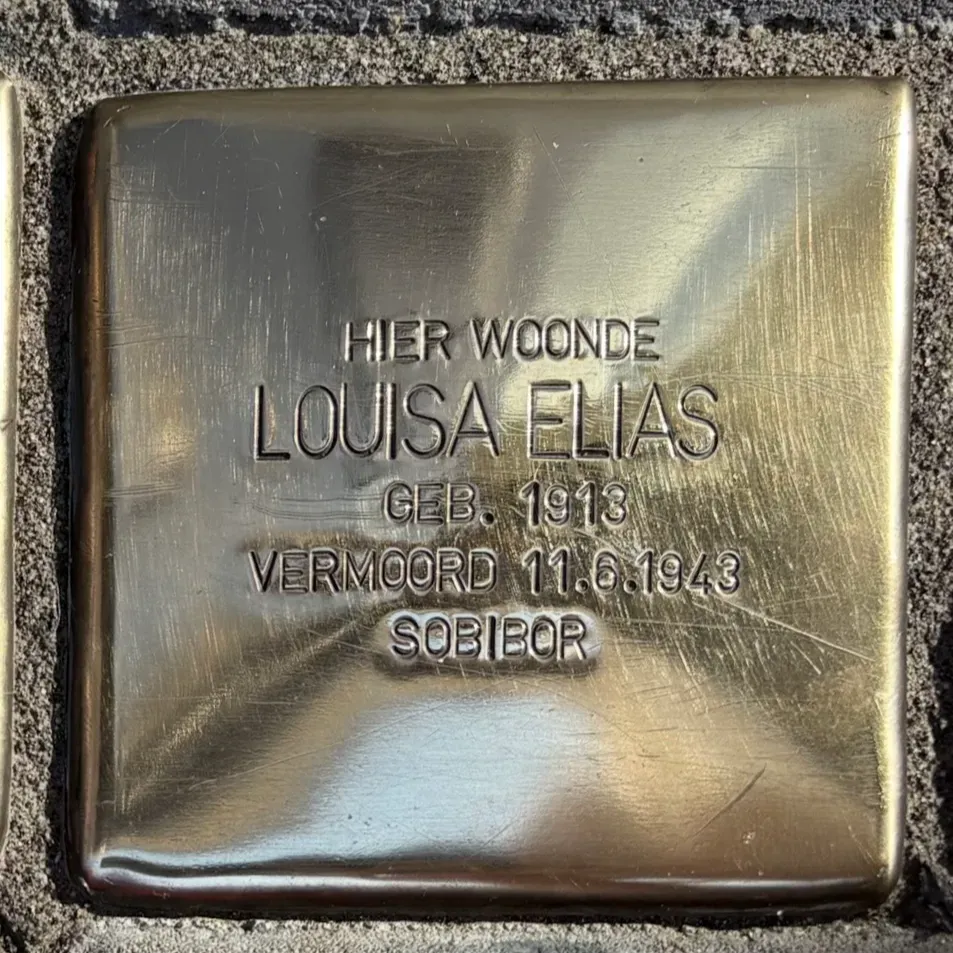 HIER WOONDE
LOUISA ELIAS
GEB. 1913
VERMOORD 11.6.1943
SOBIBOR